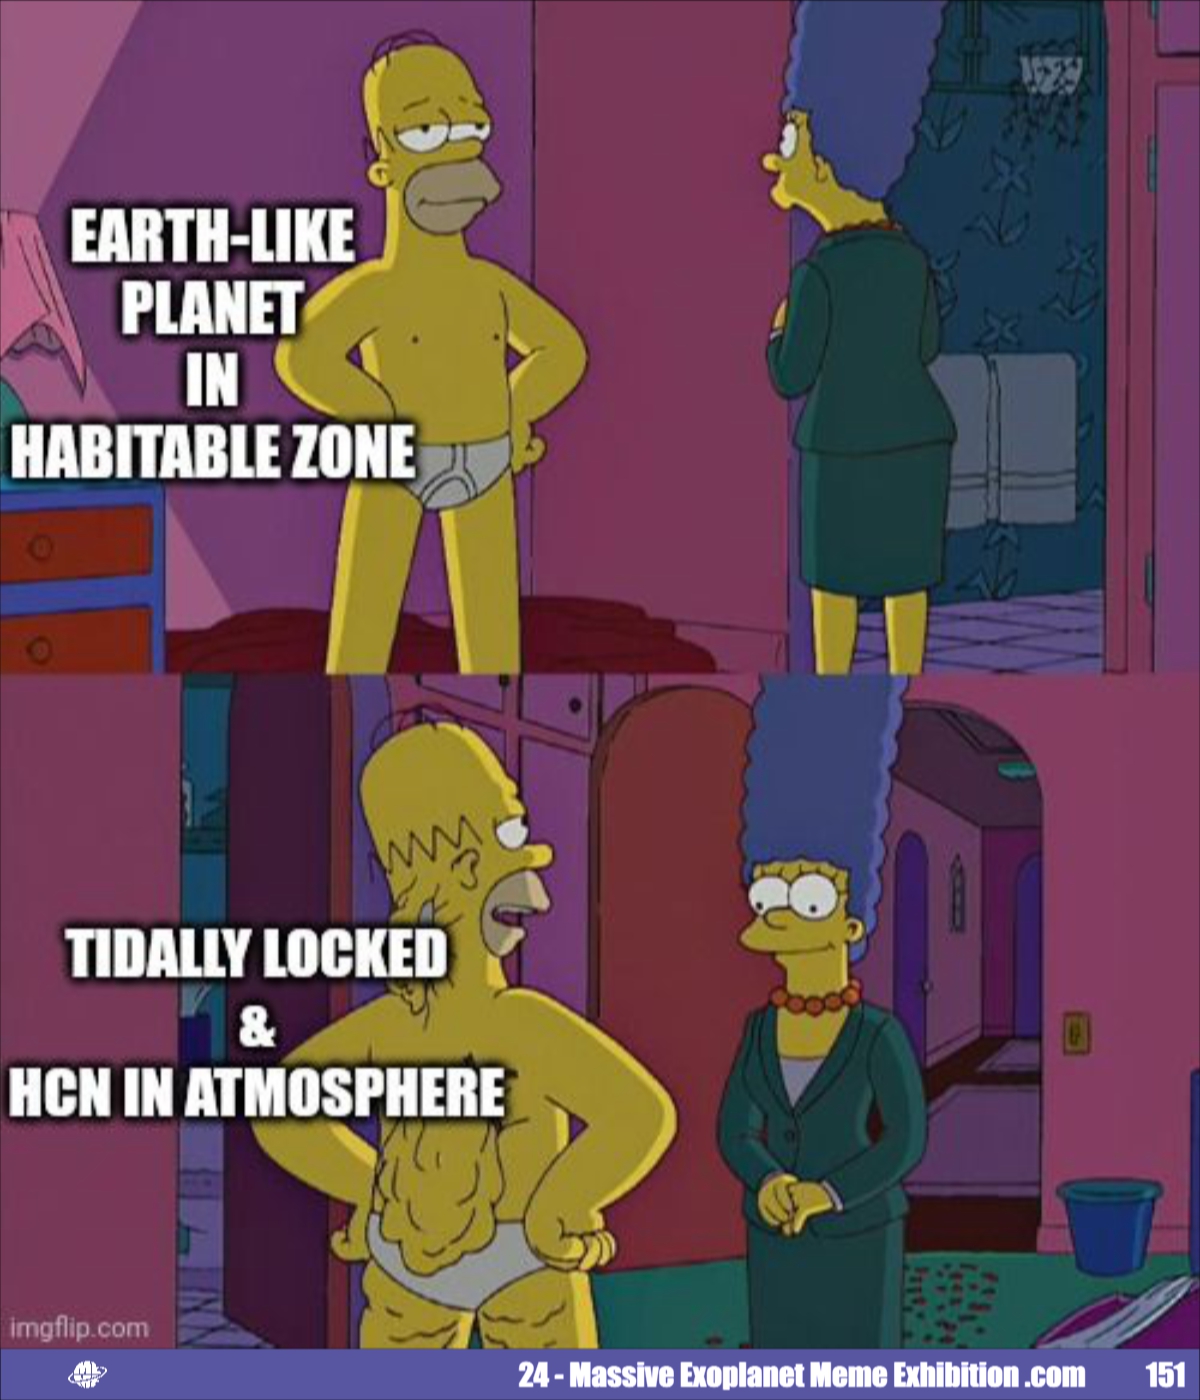 EARTH-LIKE
PLANET
IN
HABITABLE ZONE
TIDALLY LOCKED
&
HCN IN ATMOSPHERE
imgflip.com
24 - Massive Exoplanet Meme Exhibition .com 151